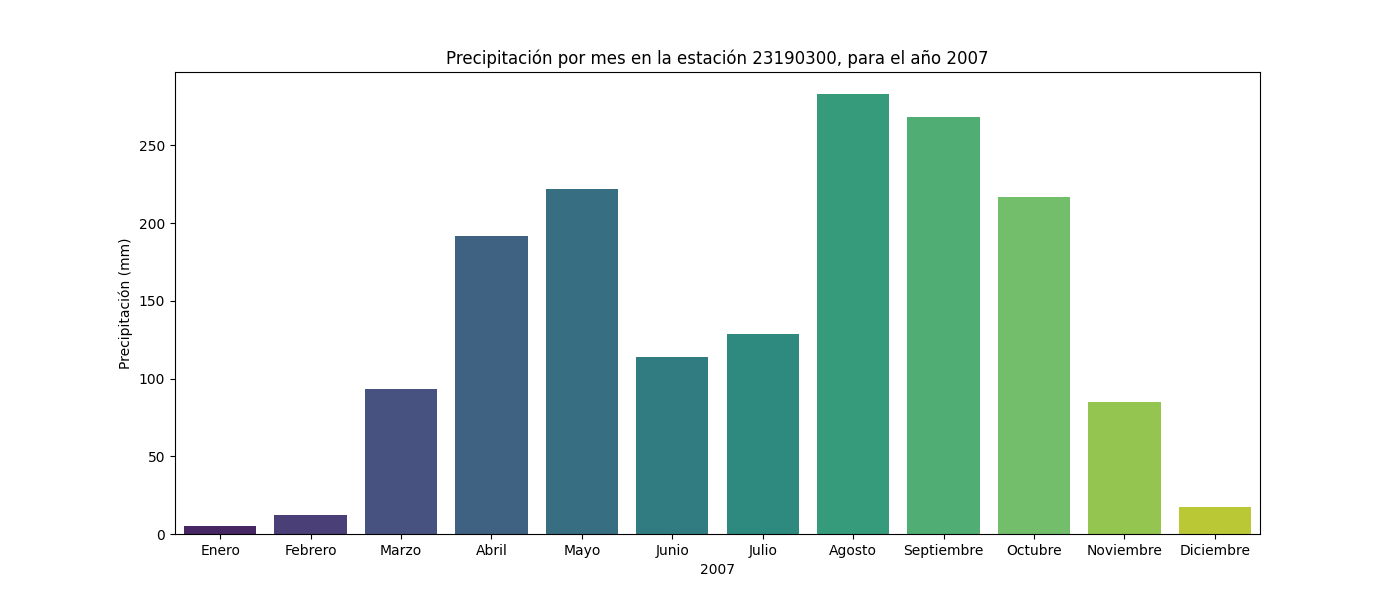 Precipitación por mes en la estación 23190300, para el año 2007
Precipitación (mm)
250
200
150
100
50
0
Enero Febrero Marzo Abril Mayo Junio Julio Agosto Septiembre Octubre Noviembre Diciembre
2007